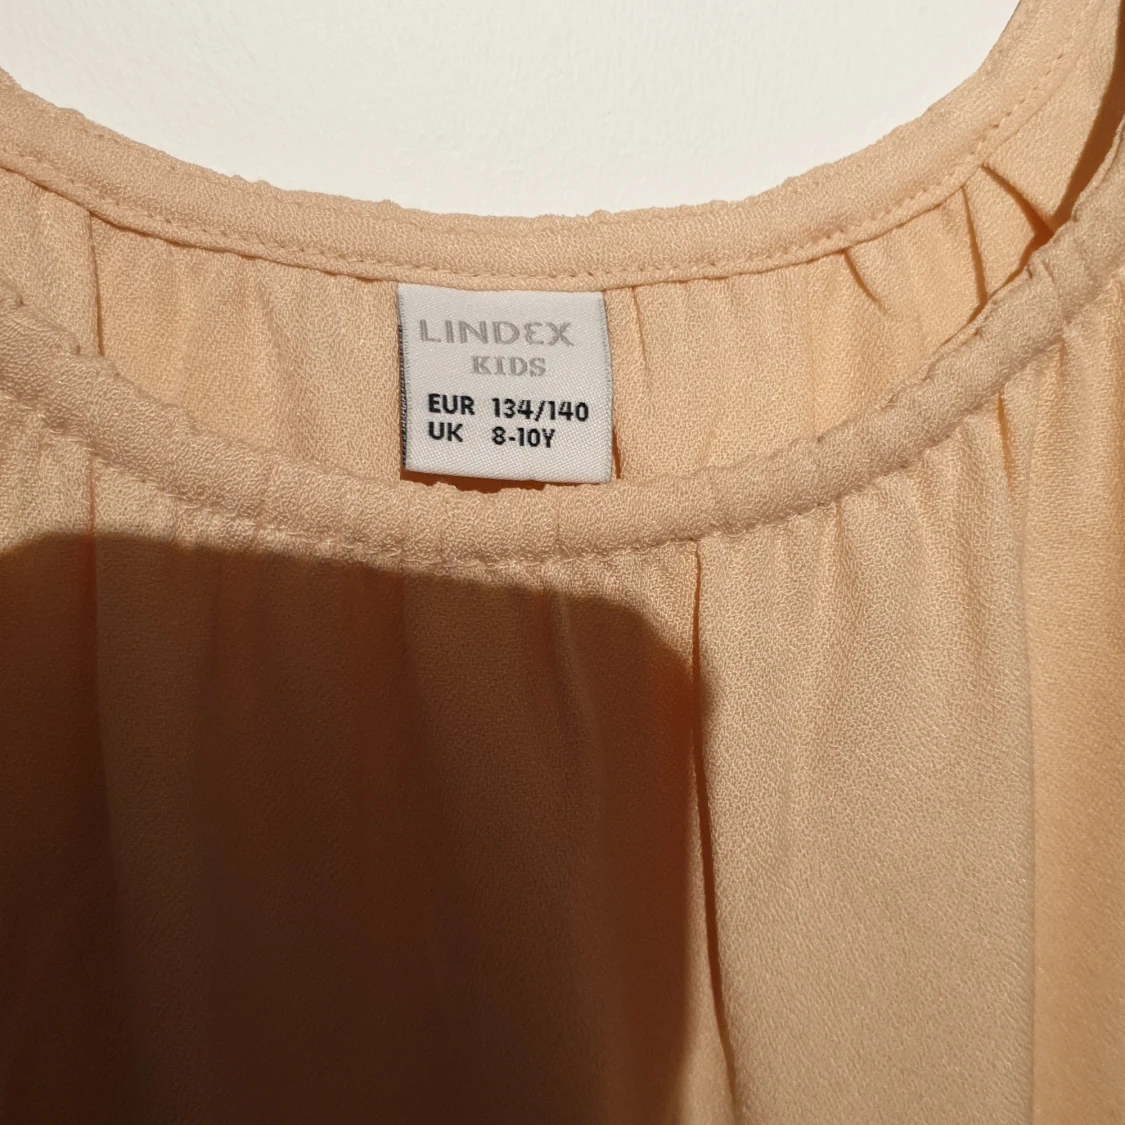 LINDEX
KIDS
EUR 134/140
UK 8-10Y